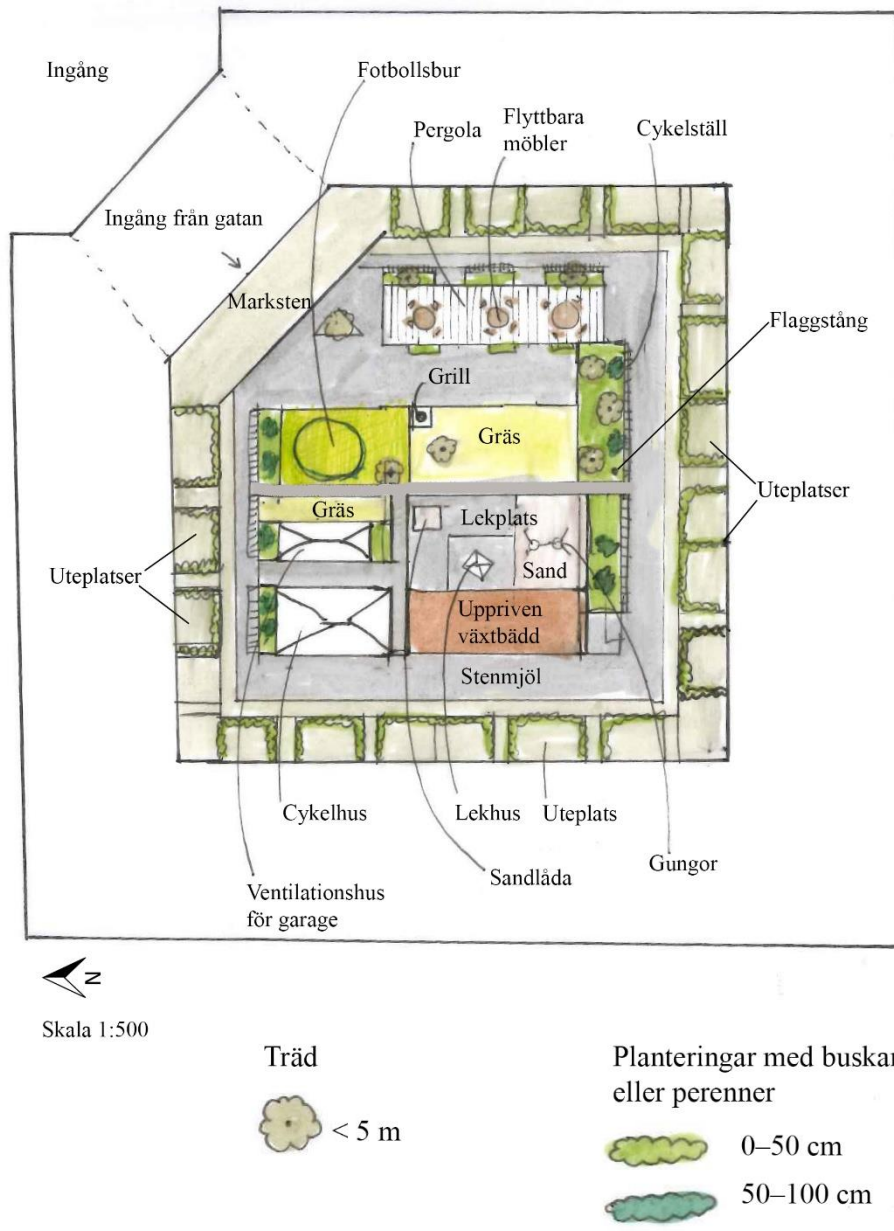 Ingång
Fotbollsbur
Pergola
Flyttbara
möbler
Cykelställ
Ingång från gatan
Marksten
Flaggstång
Grill
Gräs
Uteplatser
Gräs
Lekplats
Sand
Uteplatser
Uppriven
växtbädd
Stenmjöl
Cykelhus
Lekhus
Uteplats
Gungor
Sandlåda
Ventilationshus
för garage
N
Skala 1:500
Träd
< 5 m
Planteringar med buskar
eller perenner
0–50 cm
50–100 cm